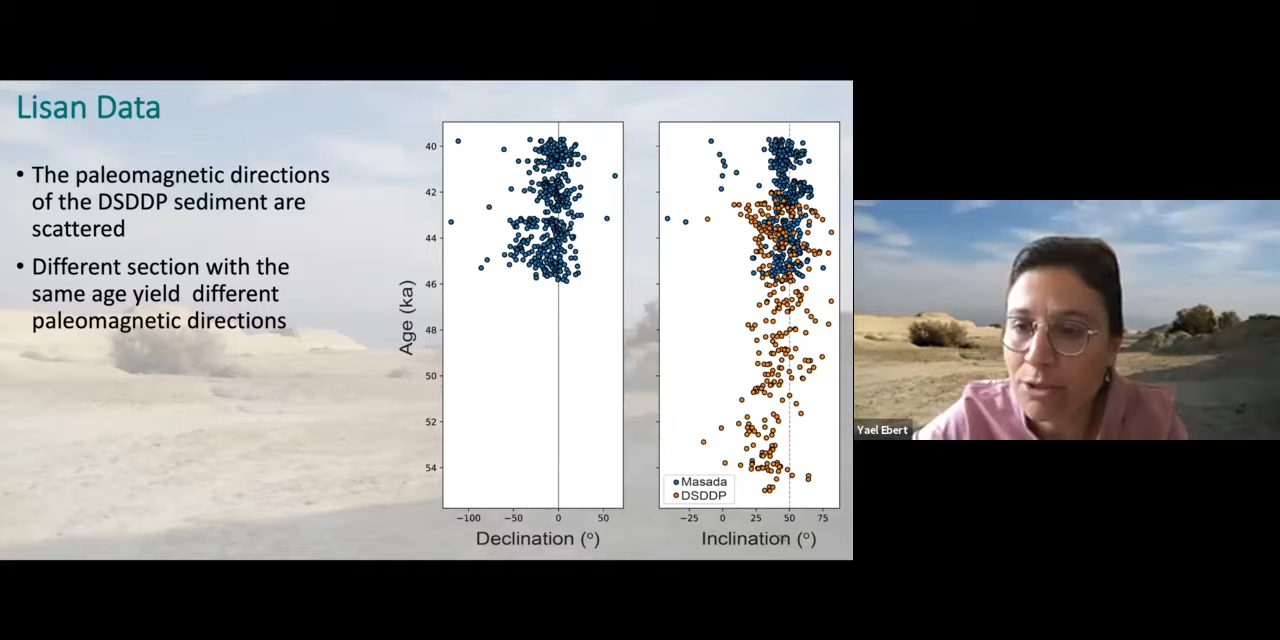 Lisan Data
• The paleomagnetic directions
of the DSDDP sediment are
scattered
• Different section with the
same age yield different
paleomagnetic directions
Age (ka)
40
42
44
46
48
50
52
54
−100 −50 0 50
Declination (°)
Masada
DSDDP
−25 0 25 50 75
Inclination (°)
Yael Ebert